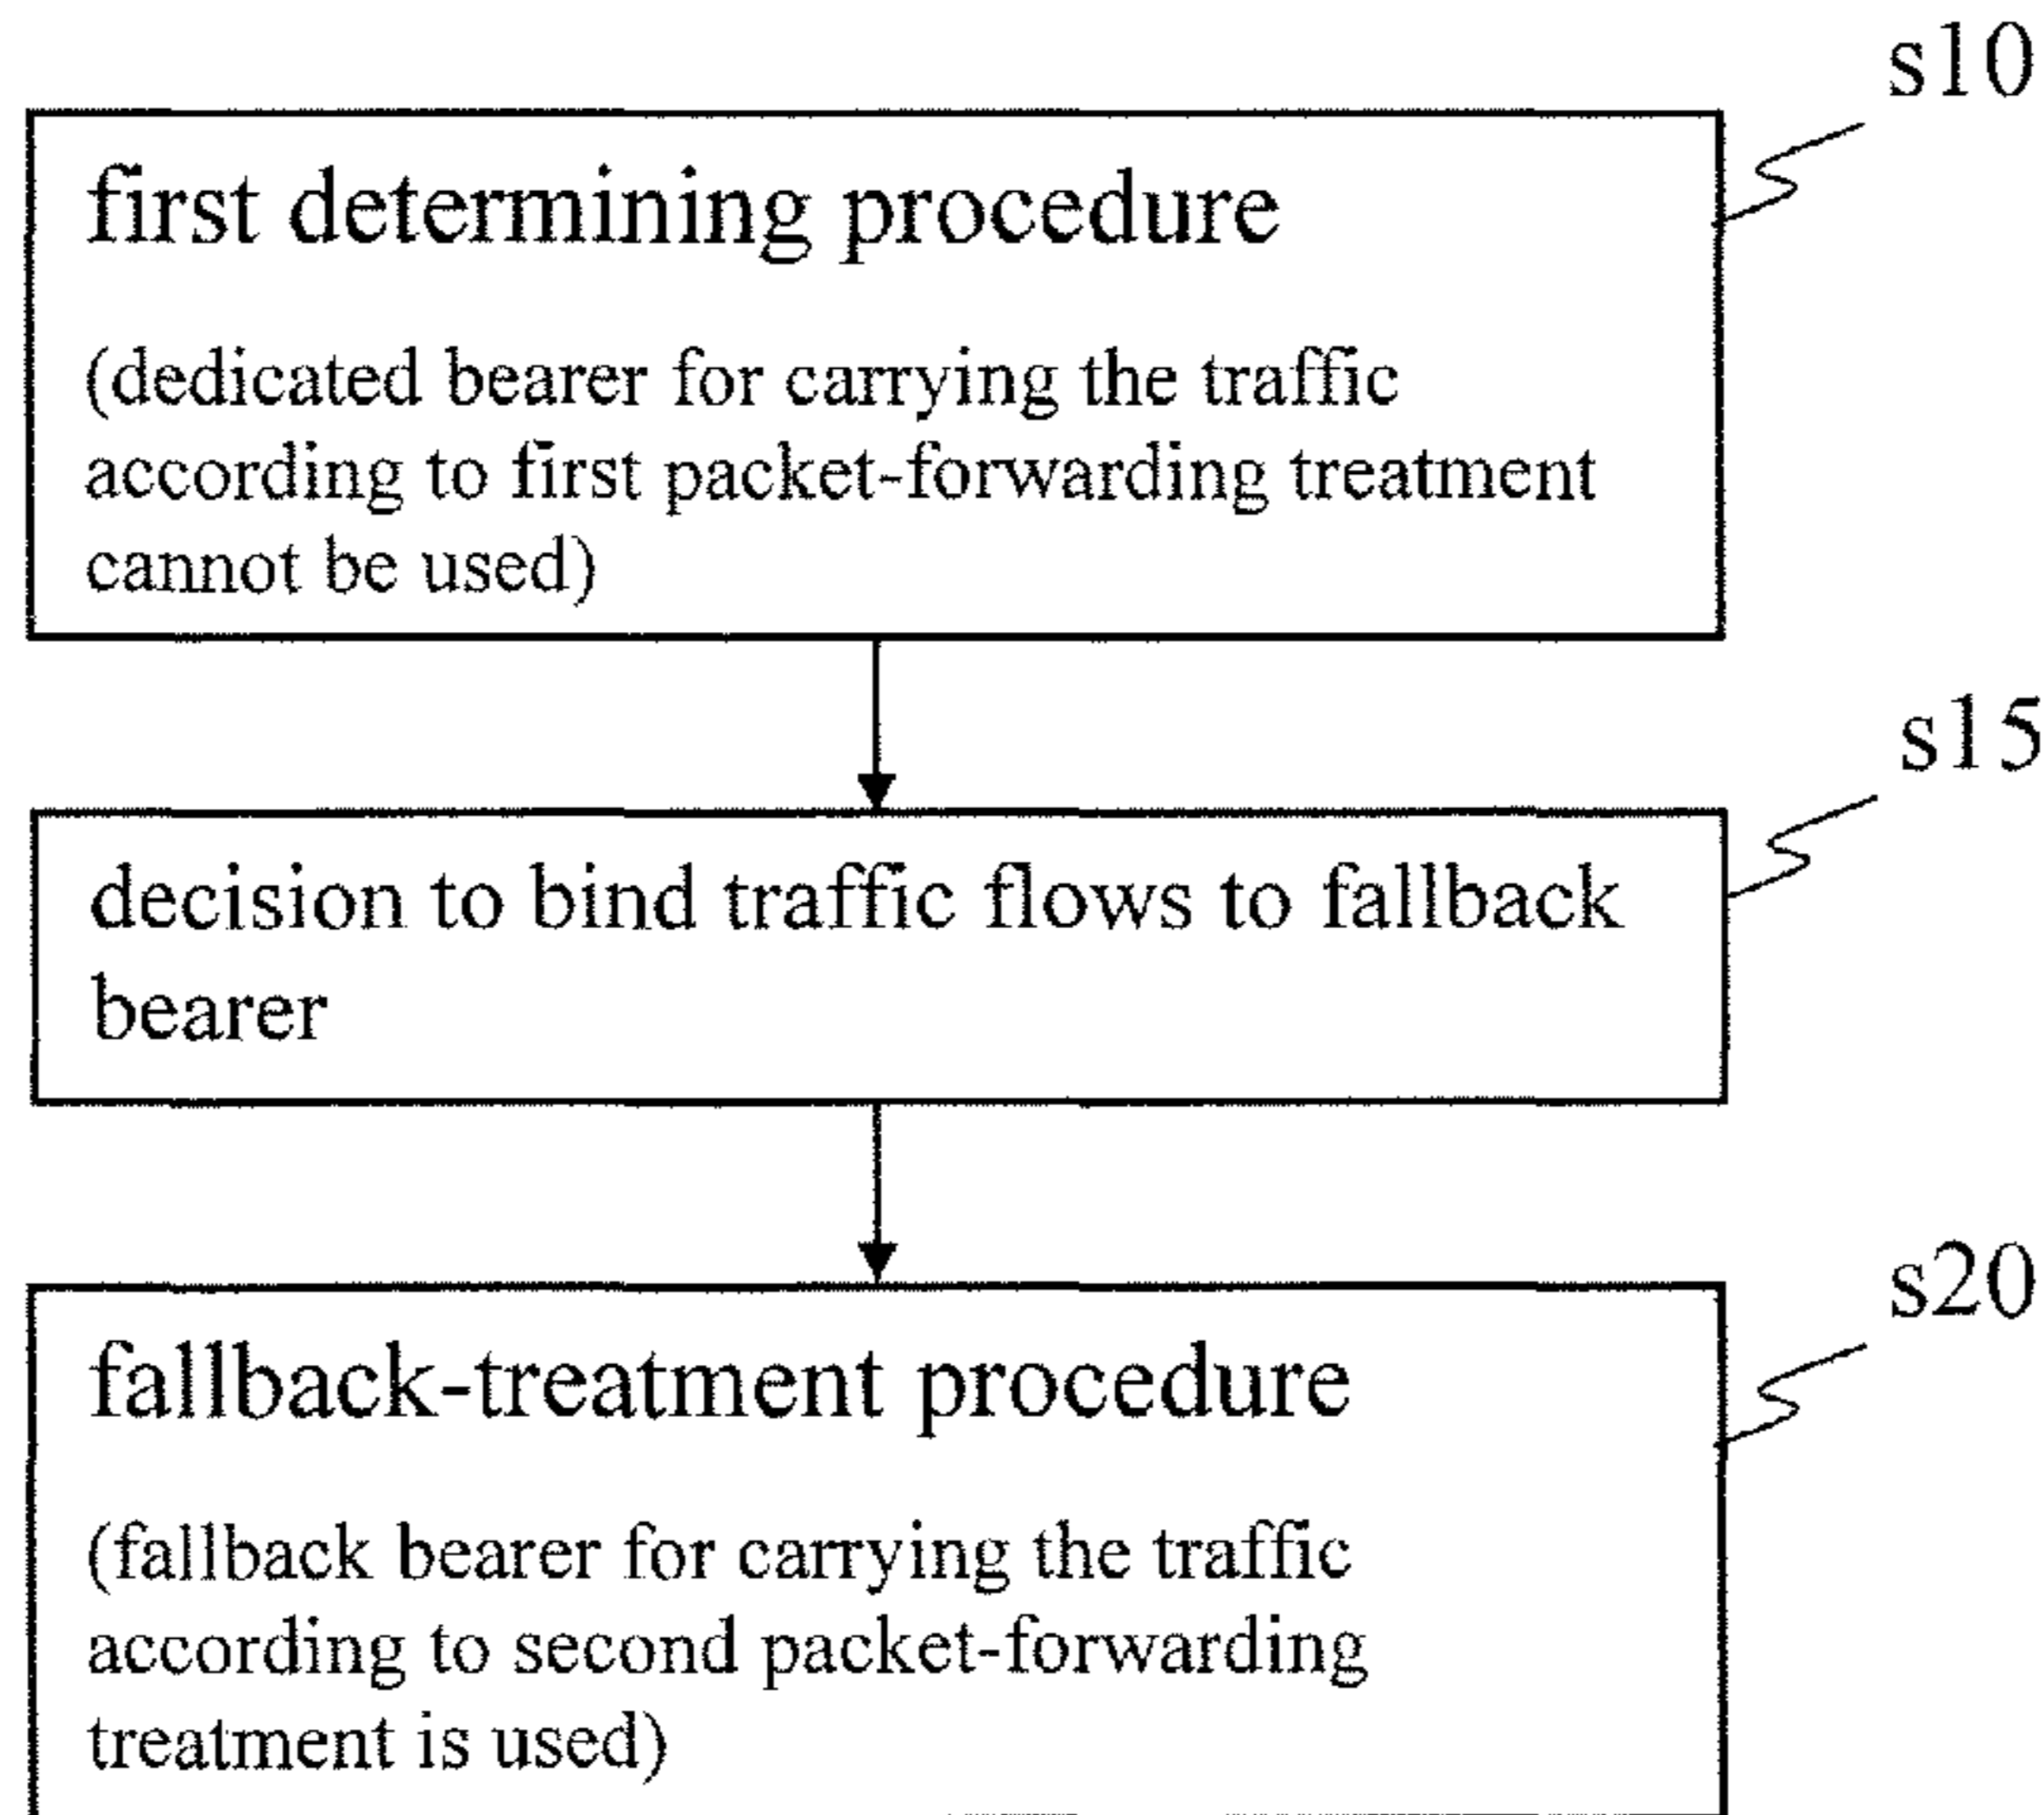 s10
first determining procedure
(dedicated bearer for carrying the traffic
according to first packet-forwarding treatment
cannot be used)
s15
decision to bind traffic flows to fallback
bearer
s20
fallback-treatment procedure
(fallback bearer for carrying the traffic
according to second packet-forwarding
treatment is used)